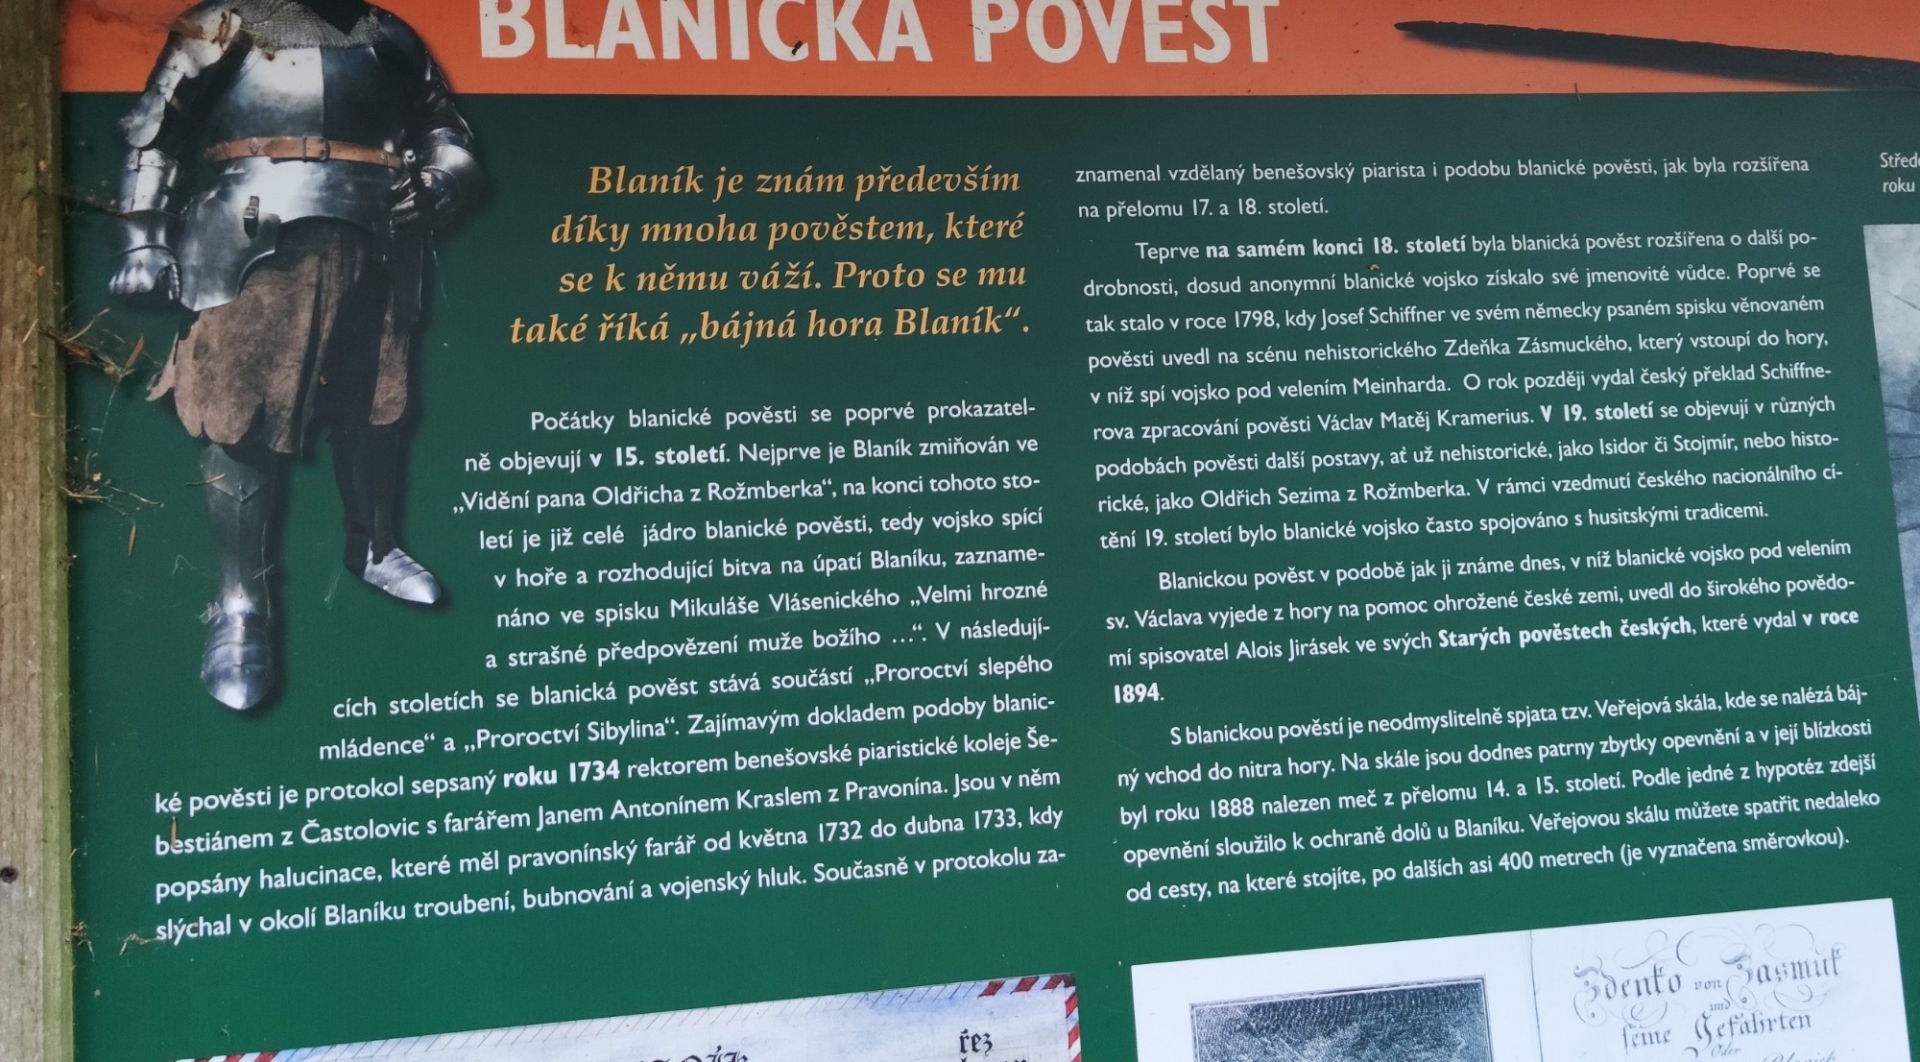 BLANICKÁ POVĚST
Blaník je znám především
díky mnoha pověstem, které
se k němu váží. Proto se mu
také říká „bájná hora Blaník“.
Počátky blanické pověsti se poprvé prokazatel-
ně objevují v 15. století. Nejprve je Blaník zmiňován ve
„Vidění pana Oldřicha z Rožmberka“, na konci tohoto sto-
letí je již celé jádro blanické pověsti, tedy vojsko spící
v hoře a rozhodující bitva na úpatí Blaníku, zazname-
náno ve spisku Mikuláše Vlásenického „Velmi hrozné
a strašné předpovězení muže božího ...“. V následují-
cích stoletích se blanická pověst stává součástí „Proroctví slepého
mládence“ a „Proroctví Sibylina“. Zajímavým dokladem podoby blanic-
ké pověsti je protokol sepsaný roku 1734 rektorem benešovské piaristické koleje Še-
bestiánem z Častolovic s farářem Janem Antonínem Kraslem z Pravonína. Jsou v něm
popsány halucinace, které měl pravonínský farář od května 1732 do dubna 1733, kdy
slýchal v okolí Blaníku troubení, bubnování a vojenský hluk. Současně v protokolu za-
znamenal vzdělaný benešovský piarista i podobu blanické pověsti, jak byla rozšířena
na přelomu 17. a 18. století.
Teprve na samém konci 18. století byla blanická pověst rozšířena o další po-
drobnosti, dosud anonymní blanické vojsko získalo své jmenovité vůdce. Poprvé se
tak stalo v roce 1798, kdy Josef Schiffner ve svém německy psaném spisku věnovaném
pověsti uvedl na scénu nehistorického Zdeňka Zásmuckého, který vstoupí do hory,
v níž spí vojsko pod velením Meinharda. O rok později vydal český překlad Schiffne-
rova zpracování pověsti Václav Matěj Kramerius. V 19. století se objevují v různých
podobách pověsti další postavy, ať už nehistorické, jako Isidor či Stojmír, nebo histo-
rické, jako Oldřich Sezima z Rožmberka. V rámci vzedmutí českého nacionálního cí-
tění 19. století bylo blanické vojsko často spojováno s husitskými tradicemi.
Blanickou pověst v podobě jak ji známe dnes, v níž blanické vojsko pod velením
sv. Václava vyjede z hory na pomoc ohrožené české zemi, uvedl do širokého povědo-
mí spisovatel Alois Jirásek ve svých Starých pověstech českých, které vydal v roce
1894.
S blanickou pověstí je neodmyslitelně spjata tzv. Veřejová skála, kde se nalézá báj-
ný vchod do nitra hory. Na skále jsou dodnes patrny zbytky opevnění a v její blízkosti
byl roku 1888 nalezen meč z přelomu 14. a 15. století. Podle jedné z hypotéz zdejší
opevnění sloužilo k ochraně dolů u Blaníku. Veřejovou skálu můžete spatřit nedaleko
od cesty, na které stojíte, po dalších asi 400 metrech (je vyznačena směrovkou).
roku
řez
Zdenko von Zasmuk
und
seine Gefährten
Oder